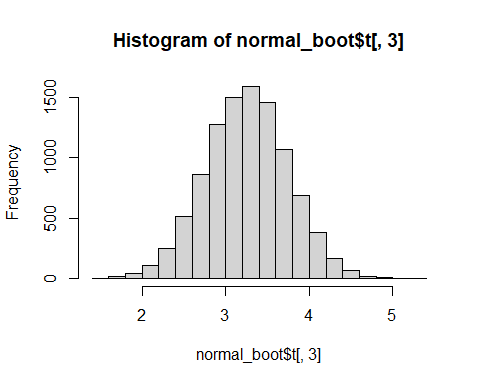 Histogram of normal_boot$t[, 3]
Frequency
1500
1000
500
0
2 3 4 5
normal_boot$t[, 3]